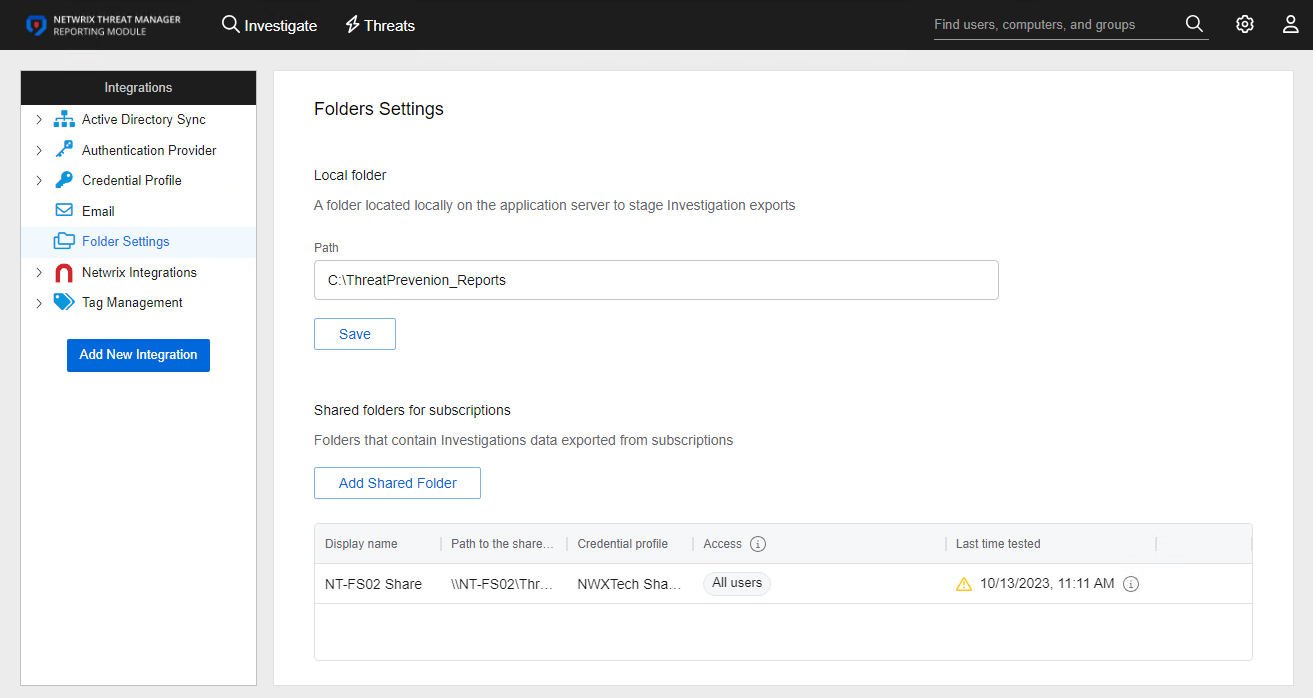 NETWRIX THREAT MANAGER
REPORTING MODULE
Investigate
Threats
Find users, computers, and groups
Integrations
Active Directory Sync
Authentication Provider
Credential Profile
Email
Folder Settings
Netwrix Integrations
Tag Management
Add New Integration
Folders Settings
Local folder
A folder located locally on the application server to stage Investigation exports
Path
C:\ThreatPrevenion_Reports
Save
Shared folders for subscriptions
Folders that contain Investigations data exported from subscriptions
Add Shared Folder
Display name Path to the share... Credential profile Access Last time tested
NT-FS02 Share \\NT-FS02\Thr... NWXTech Sha... All users 10/13/2023, 11:11 AM